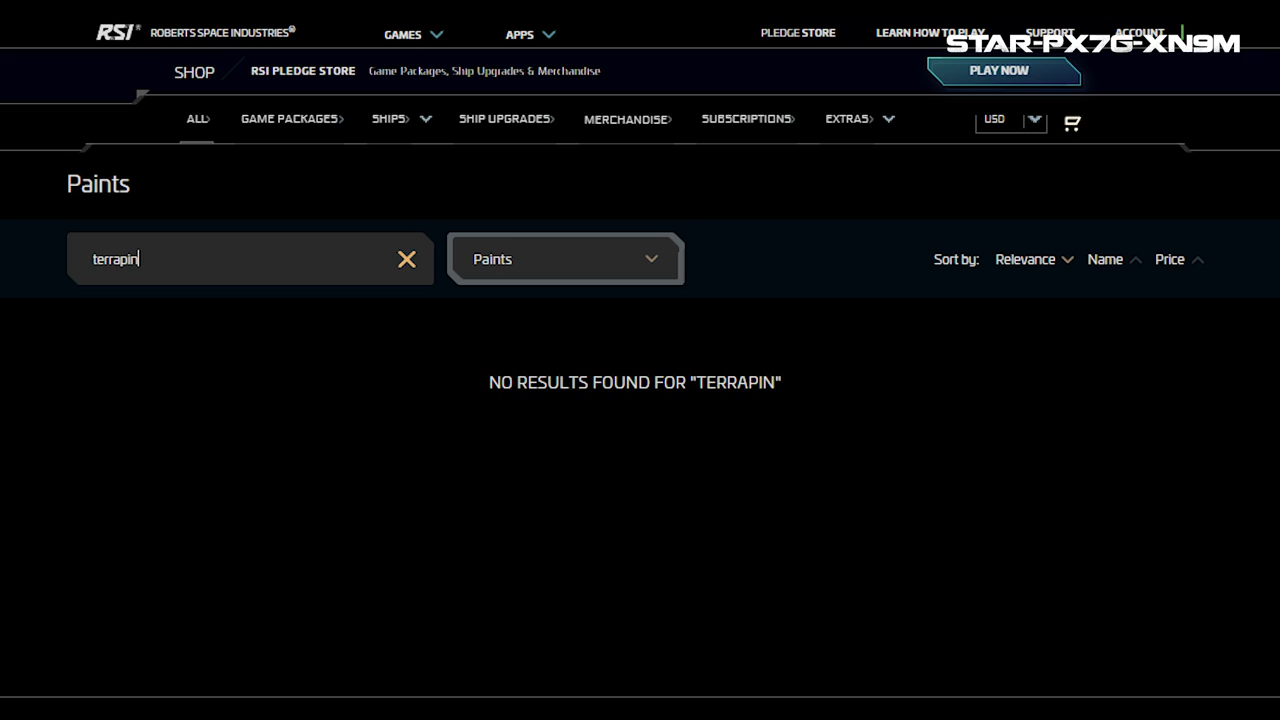 RSI® ROBERTS SPACE INDUSTRIES® GAMES APPS PLEDGE STORE LEARN HOW TO PLAY SUPPORT ACCOUNT
STAR-PX7G-XN9M
SHOP RSI PLEDGE STORE Game Packages, Ship Upgrades & Merchandise PLAY NOW
ALL GAME PACKAGES SHIPS SHIP UPGRADES MERCHANDISE SUBSCRIPTIONS EXTRAS USD
Paints
terrapin Paints Sort by: Relevance Name Price
NO RESULTS FOUND FOR "TERRAPIN"